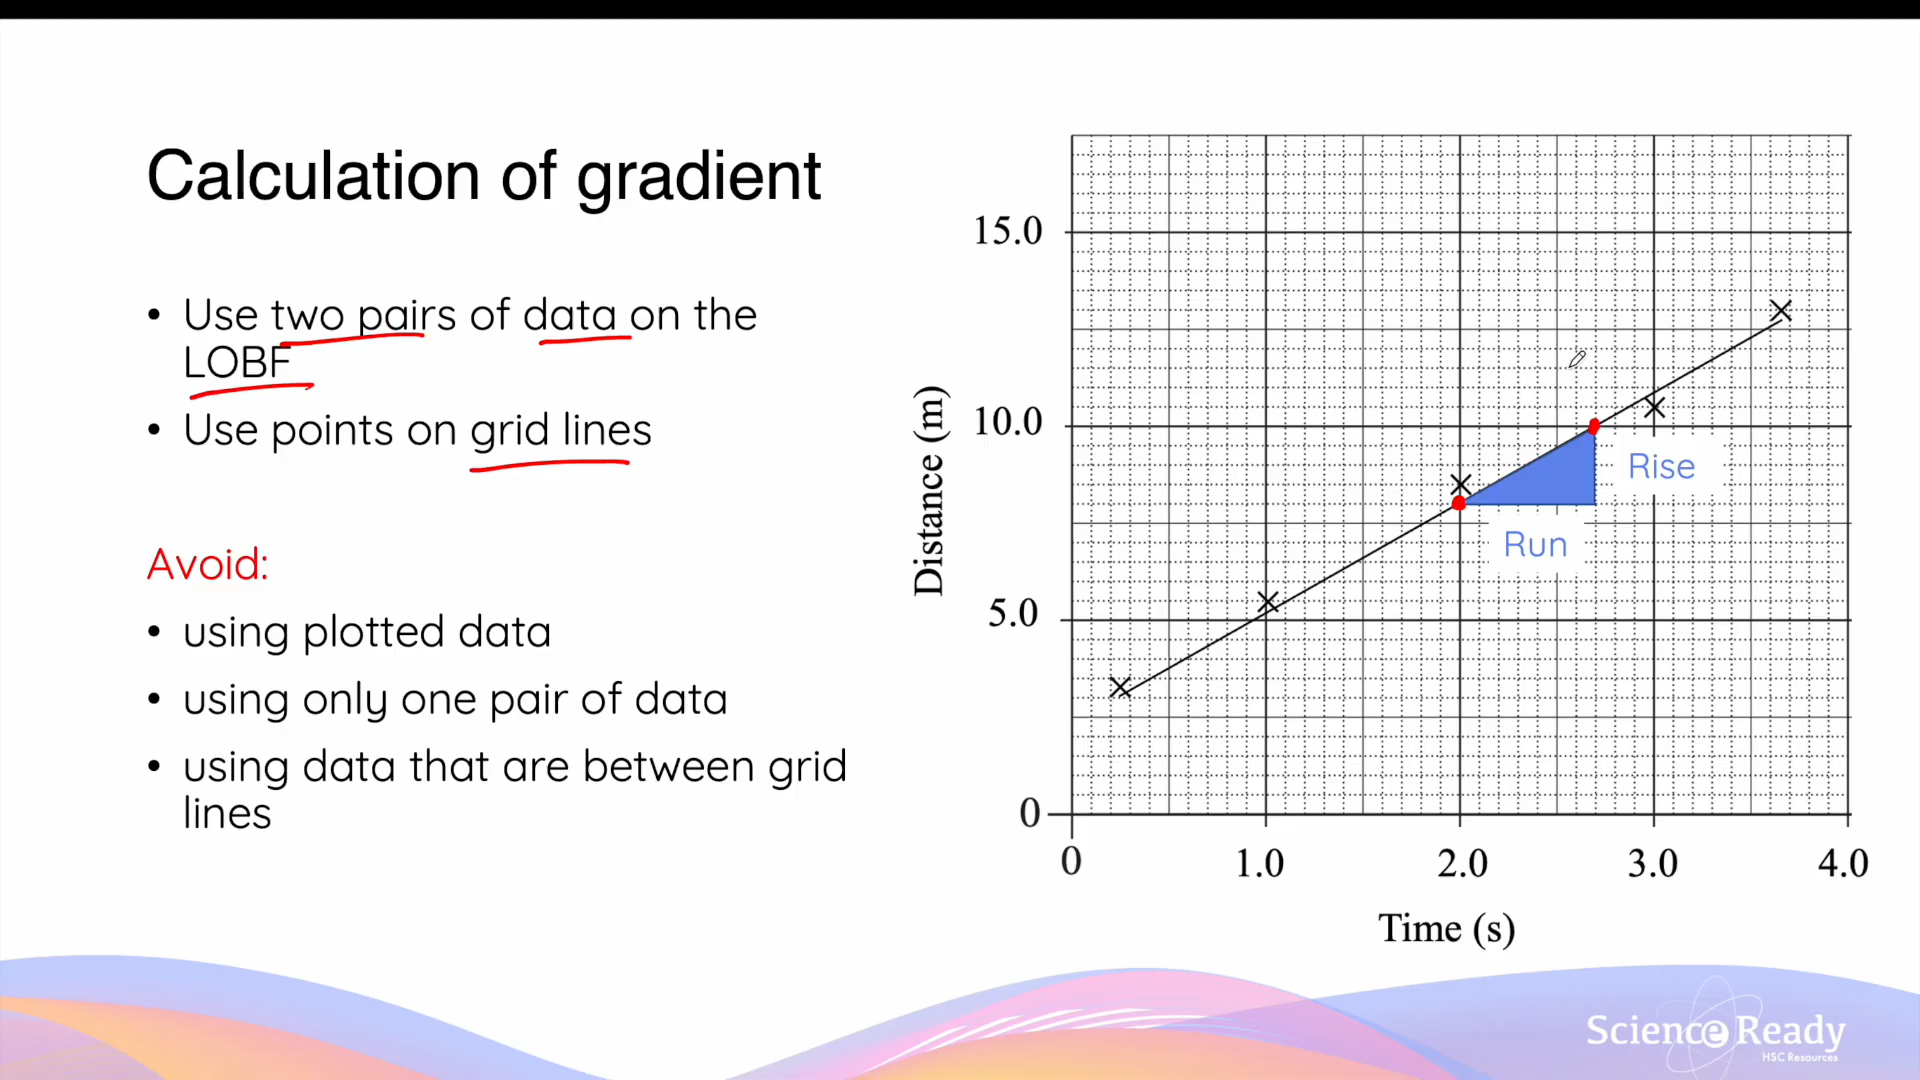 Calculation of gradient
• Use two pairs of data on the
LOBF
• Use points on grid lines
Avoid:
• using plotted data
• using only one pair of data
• using data that are between grid
lines
Distance (m)
15.0
10.0
5.0
0
Rise
Run
0 1.0 2.0 3.0 4.0
Time (s)
Science Ready
HSC Resources